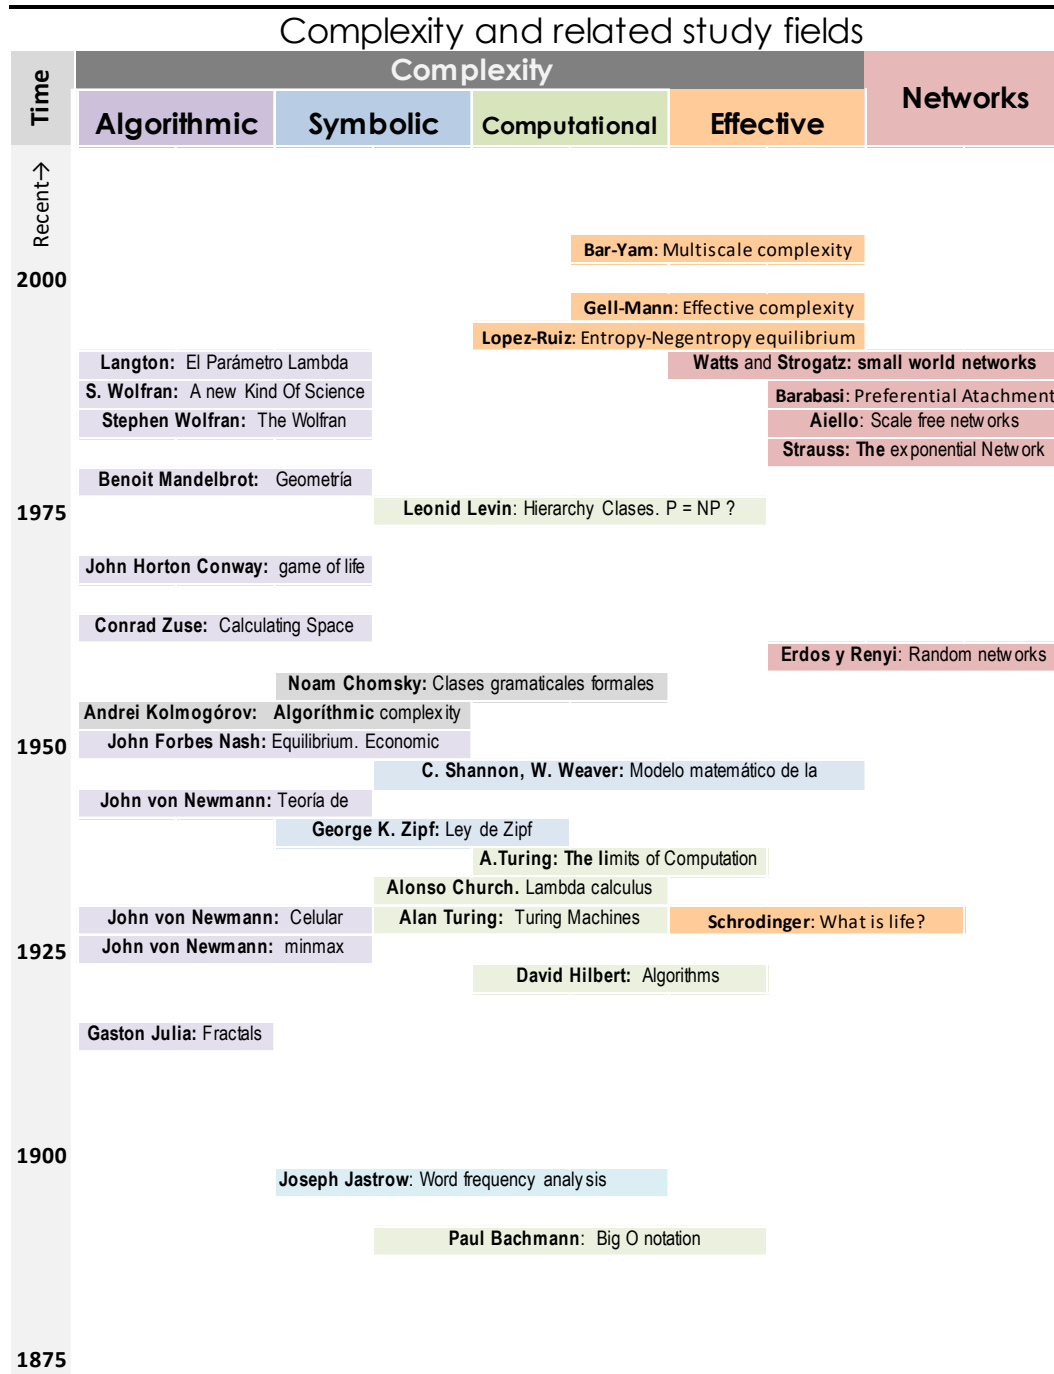 Complexity and related study fields
Time
Complexity
Networks
Algorithmic
Symbolic
Computational
Effective
Recent→
Bar-Yam: Multiscale complexity
2000
Gell-Mann: Effective complexity
Lopez-Ruiz: Entropy-Negentropy equilibrium
Langton: El Parámetro Lambda
Watts and Strogatz: small world networks
S. Wolfran: A new Kind Of Science
Barabasi: Preferential Atachment
Stephen Wolfran: The Wolfran
Aiello: Scale free networks
Strauss: The exponential Network
Benoit Mandelbrot: Geometría
Leonid Levin: Hierarchy Clases. P = NP ?
1975
John Horton Conway: game of life
Conrad Zuse: Calculating Space
Erdos y Renyi: Random networks
Noam Chomsky: Clases gramaticales formales
Andrei Kolmogórov: Algoríthmic complexity
John Forbes Nash: Equilibrium. Economic
1950
C. Shannon, W. Weaver: Modelo matemático de la
John von Newmann: Teoría de
George K. Zipf: Ley de Zipf
A.Turing: The limits of Computation
Alonso Church. Lambda calculus
John von Newmann: Celular
Alan Turing: Turing Machines
Schrodinger: What is life?
John von Newmann: minmax
1925
David Hilbert: Algorithms
Gaston Julia: Fractals
1900
Joseph Jastrow: Word frequency analysis
Paul Bachmann: Big O notation
1875